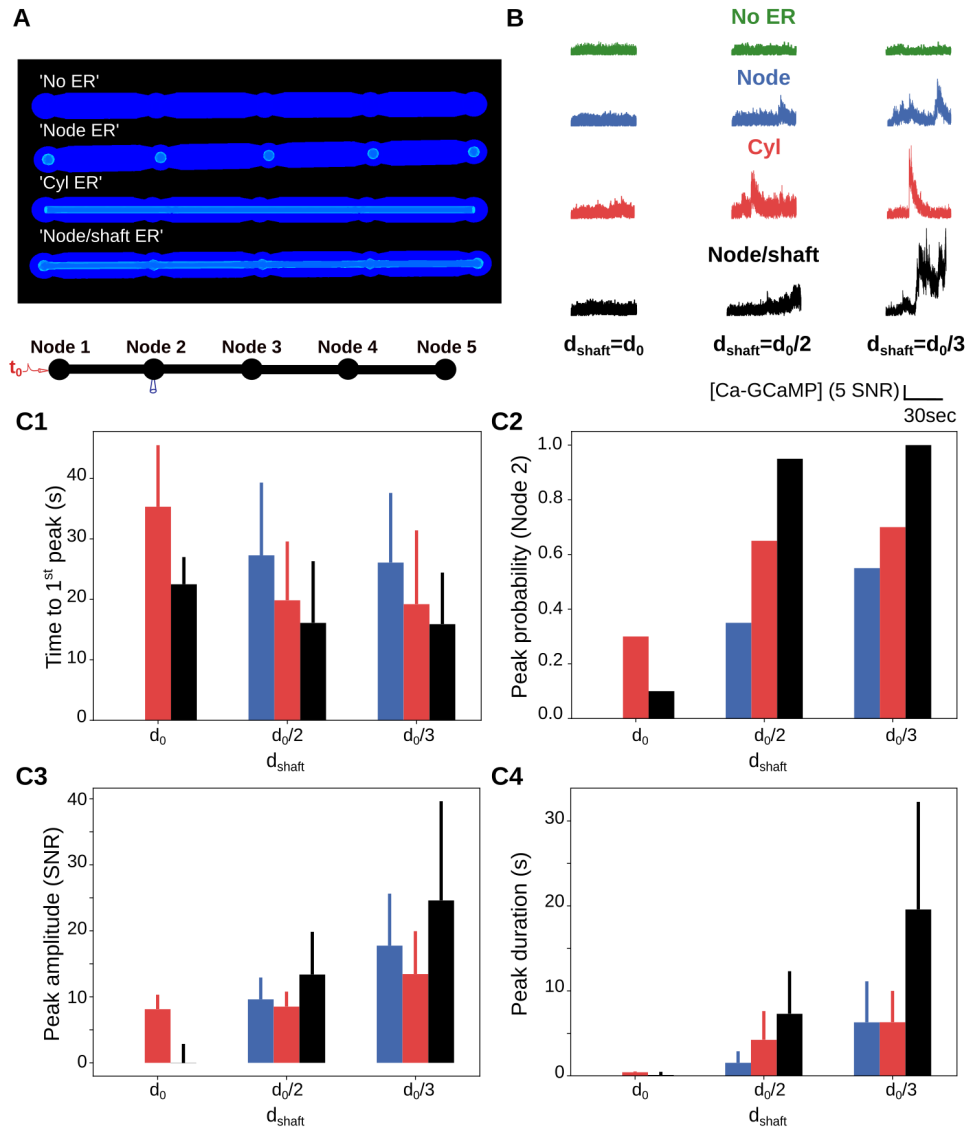 A
'No ER'
'Node ER'
'Cyl ER'
'Node/shaft ER'
Node 1 Node 2 Node 3 Node 4 Node 5
t0
B
No ER
Node
Cyl
Node/shaft
dshaft=d0 dshaft=d0/2 dshaft=d0/3
[Ca-GCaMP] (5 SNR)
30sec
C1
Time to 1st peak (s)
40
30
20
10
0
d0 d0/2 d0/3
dshaft
C2
Peak probability (Node 2)
1.0
0.8
0.6
0.4
0.2
0.0
d0 d0/2 d0/3
dshaft
C3
Peak amplitude (SNR)
40
30
20
10
0
d0 d0/2 d0/3
dshaft
C4
Peak duration (s)
30
20
10
0
d0 d0/2 d0/3
dshaft